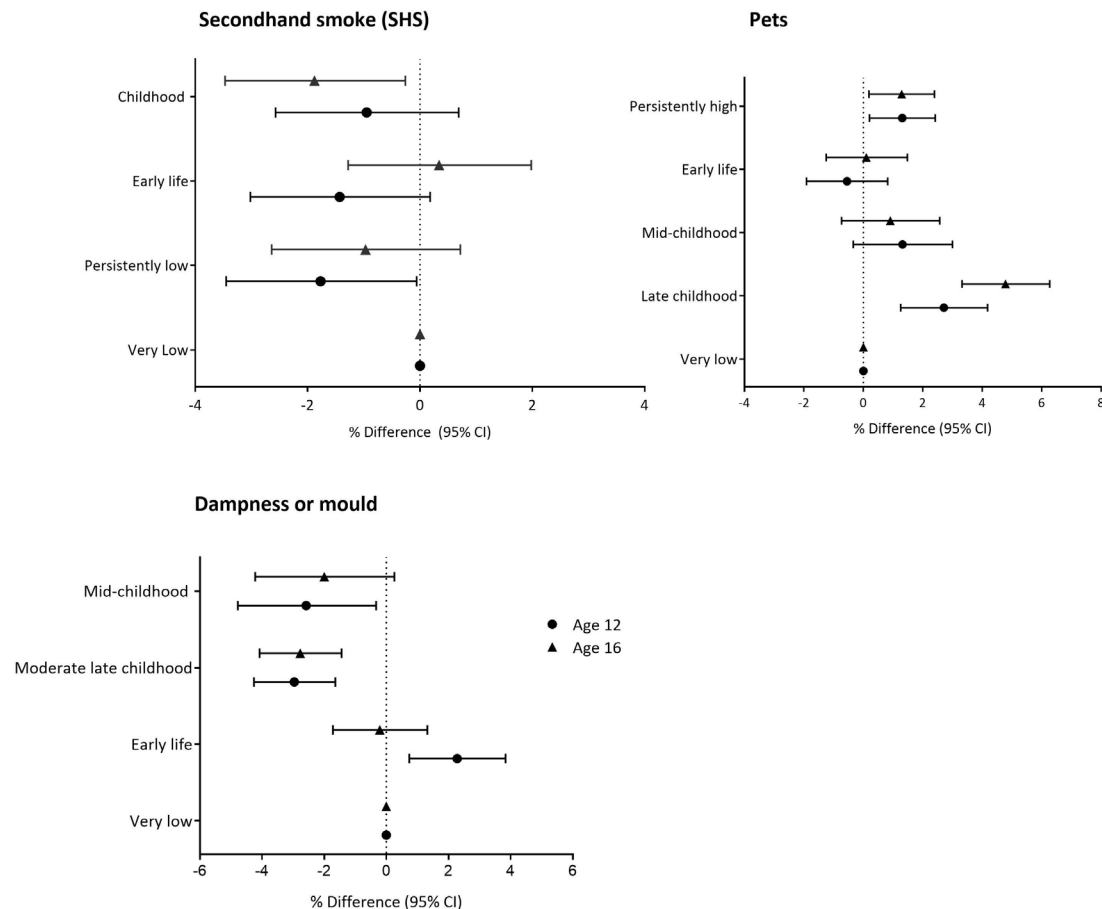 Secondhand smoke (SHS)
Childhood
Early life
Persistently low
Very Low
-4
-2
0
2
4
% Difference (95% CI)
Pets
Persistently high
Early life
Mid-childhood
Late childhood
Very low
-4
-2
0
2
4
6
8
% Difference (95% CI)
Dampness or mould
Mid-childhood
Moderate late childhood
Early life
Very low
-6
-4
-2
0
2
4
6
% Difference (95% CI)
Age 12
Age 16